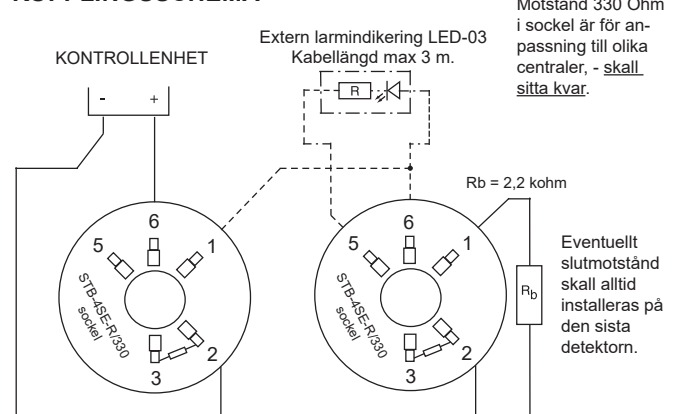 KOPPLINGSSCHEMA
Motstånd 330 Ohm
i sockel är för an-
passning till olika
centraler, - skall
sitta kvar.
Extern larmindikering LED-03
Kabellängd max 3 m.
KONTROLLENHET
- +
R
Rb = 2,2 kohm
6
5
1
STB-4SE-R/330
sockel
2
3
6
5
1
STB-4SE-R/330
sockel
2
3
Rb
Eventuellt
slutmotstånd
skall alltid
installeras på
den sista
detektorn.